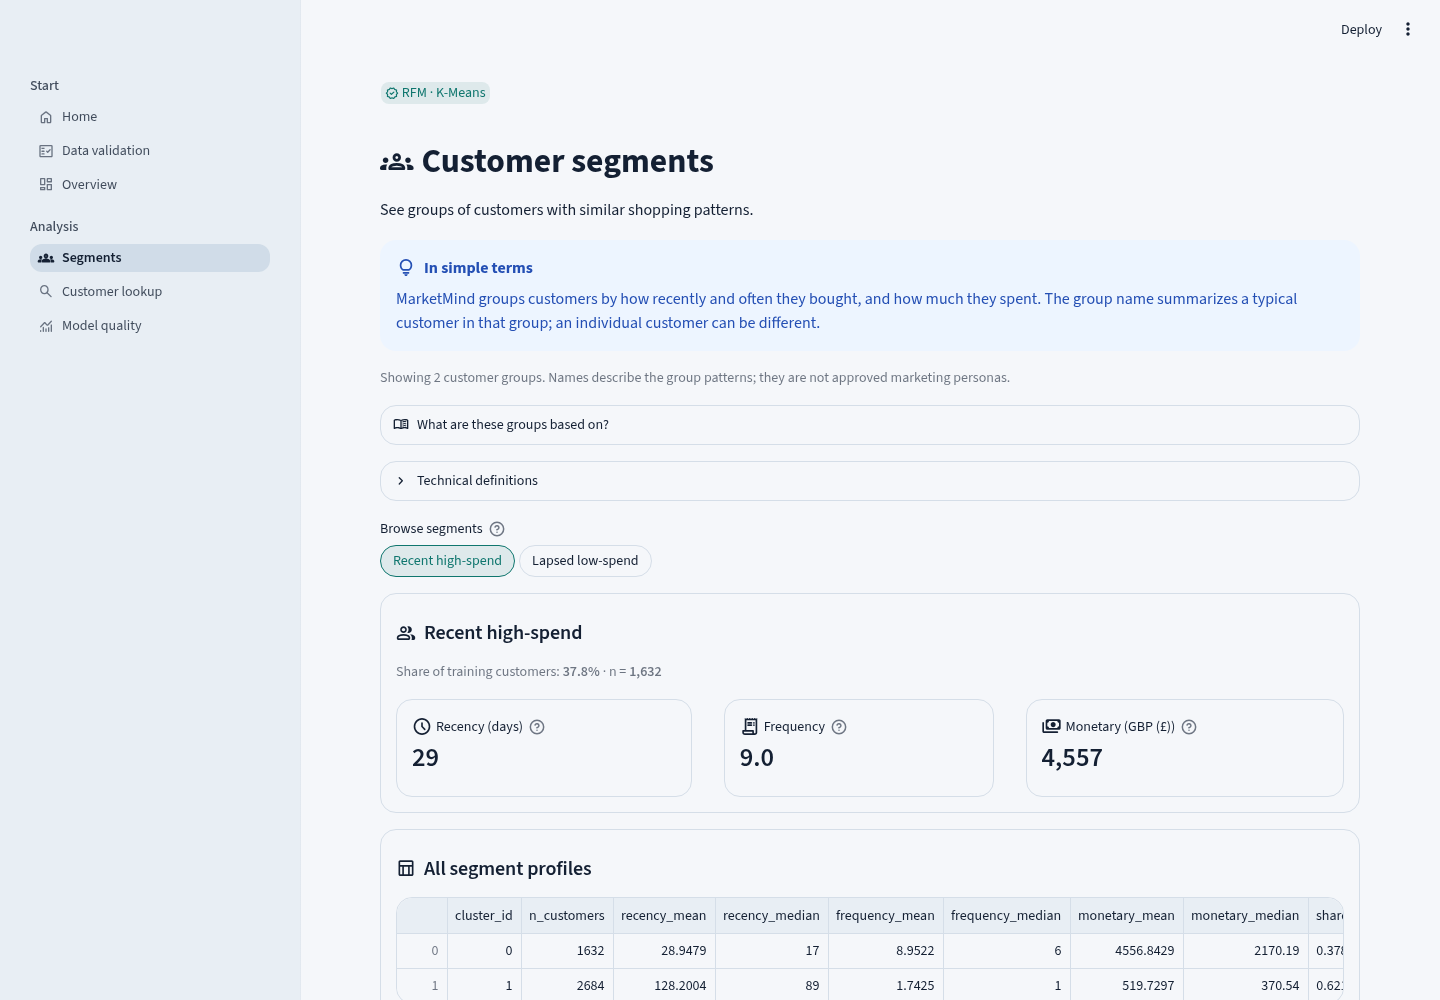 Deploy
Start
Home
Data validation
Overview
Analysis
Segments
Customer lookup
Model quality
RFM · K-Means
Customer segments
See groups of customers with similar shopping patterns.
In simple terms
MarketMind groups customers by how recently and often they bought, and how much they spent. The group name summarizes a typical
customer in that group; an individual customer can be different.
Showing 2 customer groups. Names describe the group patterns; they are not approved marketing personas.
What are these groups based on?
Technical definitions
Browse segments
Recent high-spend Lapsed low-spend
Recent high-spend
Share of training customers: 37.8% · n = 1,632
Recency (days) Frequency Monetary (GBP (£))
29 9.0 4,557
All segment profiles
cluster_id n_customers recency_mean recency_median frequency_mean frequency_median monetary_mean monetary_median
0 0 1632 28.9479 17 8.9522 6 4556.8429 2170.19 0.378
1 1 2684 128.2004 89 1.7425 1 519.7297 370.54